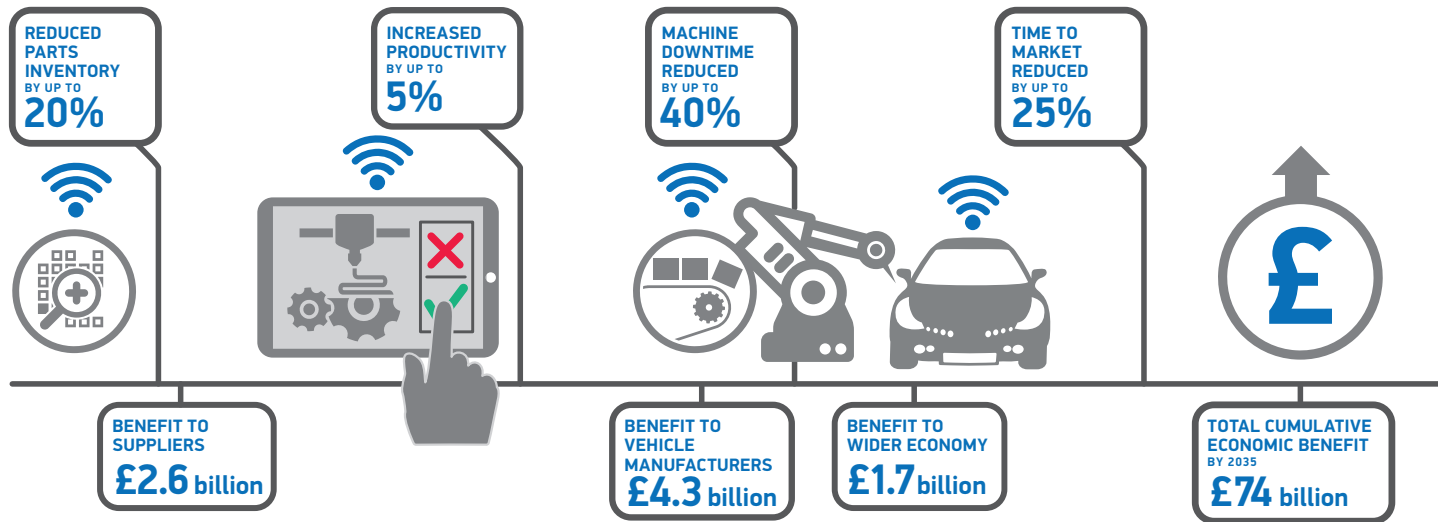 REDUCED
PARTS
INVENTORY
BY UP TO
20%
INCREASED
PRODUCTIVITY
BY UP TO
5%
MACHINE
DOWNTIME
REDUCED
BY UP TO
40%
TIME TO
MARKET
REDUCED
BY UP TO
25%
£
BENEFIT TO
SUPPLIERS
£2.6 billion
BENEFIT TO
VEHICLE
MANUFACTURERS
£4.3 billion
BENEFIT TO
WIDER ECONOMY
£1.7 billion
TOTAL CUMULATIVE
ECONOMIC BENEFIT
BY 2035
£74 billion